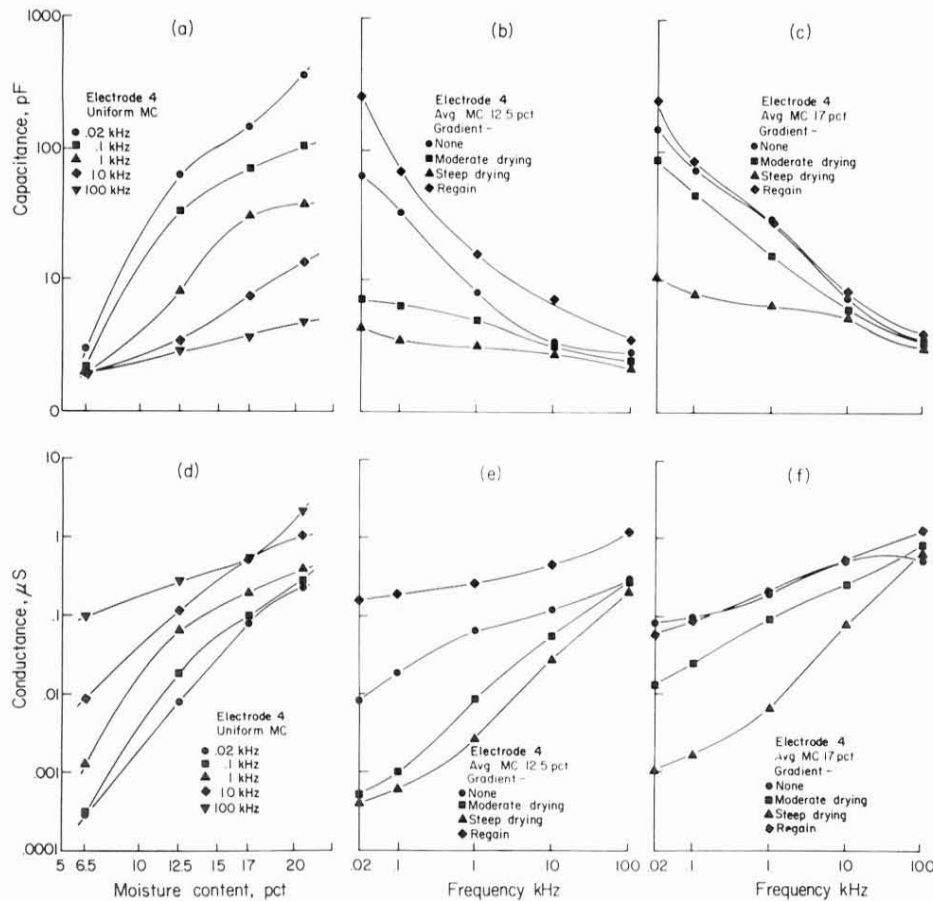 (a)
(b)
(c)
1000
100
10
0
Capacitance, pF
Electrode 4
Uniform MC
.02 kHz
.1 kHz
1 kHz
10 kHz
100 kHz
Electrode 4
Avg. MC 12.5 pct
Gradient –
None
Moderate drying
Steep drying
Regain
Electrode 4
Avg. MC 17 pct
Gradient –
None
Moderate drying
Steep drying
Regain
(d)
(e)
(f)
10
1
.1
.01
.001
.0001
Conductance, μS
Electrode 4
Uniform MC
.02 kHz
.1 kHz
1 kHz
10 kHz
100 kHz
Electrode 4
Avg MC 12.5 pct
Gradient –
None
Moderate drying
Steep drying
Regain
Electrode 4
Avg MC 17 pct
Gradient –
None
Moderate drying
Steep drying
Regain
5 6.5 10 12.5 17 20
.02 .1 1 10 100
.02 .1 1 10 100
Moisture content, pct
Frequency kHz
Frequency kHz